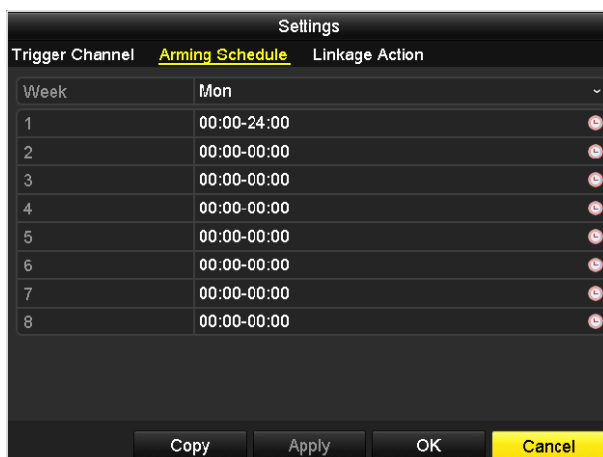 Settings
Trigger Channel Arming Schedule Linkage Action
Week Mon
1 00:00-24:00
2 00:00-00:00
3 00:00-00:00
4 00:00-00:00
5 00:00-00:00
6 00:00-00:00
7 00:00-00:00
8 00:00-00:00
Copy Apply OK Cancel